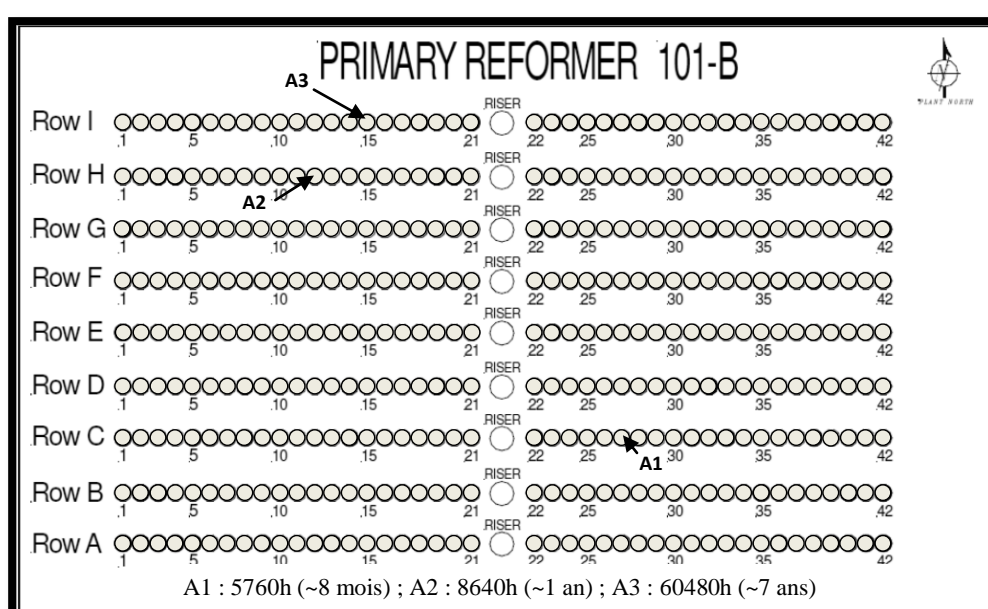 PRIMARY REFORMER 101-B
PLANT NORTH
A3
RISER
Row I
.1 .5 .10 .15 21 22 25 .30 35 .42
RISER
Row H
.1 .5 .10 .15 21 22 25 .30 35 .42
A2
RISER
Row G
.1 .5 .10 .15 21 22 25 .30 35 .42
RISER
Row F
.1 .5 .10 .15 21 22 25 .30 35 .42
RISER
Row E
.1 .5 .10 .15 21 22 25 .30 35 .42
RISER
Row D
.1 .5 .10 .15 21 22 25 .30 35 .42
RISER
Row C
.1 .5 .10 .15 21 22 25 A1 .30 35 .42
RISER
Row B
.1 .5 .10 .15 21 22 25 .30 35 .42
RISER
Row A
.1 .5 .10 .15 21 22 25 .30 35 .42
A1 : 5760h (~8 mois) ; A2 : 8640h (~1 an) ; A3 : 60480h (~7 ans)